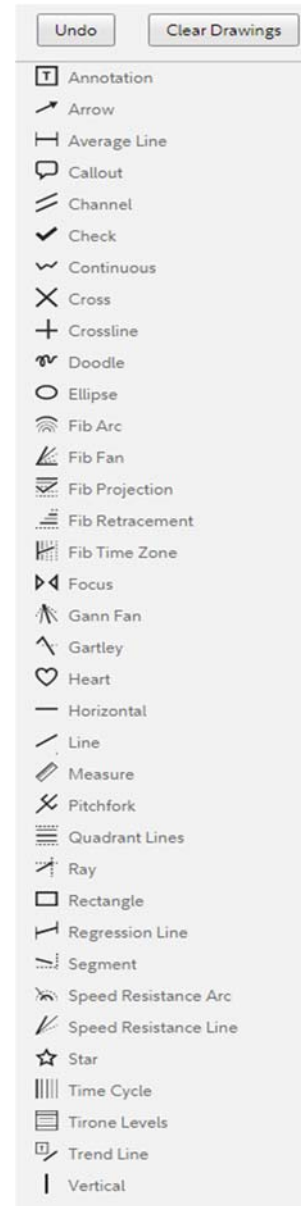 Undo Clear Drawings
T Annotation
Arrow
Average Line
Callout
Channel
Check
Continuous
Cross
Crossline
Doodle
Ellipse
Fib Arc
Fib Fan
Fib Projection
Fib Retracement
Fib Time Zone
Focus
Gann Fan
Gartley
Heart
Horizontal
Line
Measure
Pitchfork
Quadrant Lines
Ray
Rectangle
Regression Line
Segment
Speed Resistance Arc
Speed Resistance Line
Star
Time Cycle
Tirone Levels
T Trend Line
Vertical